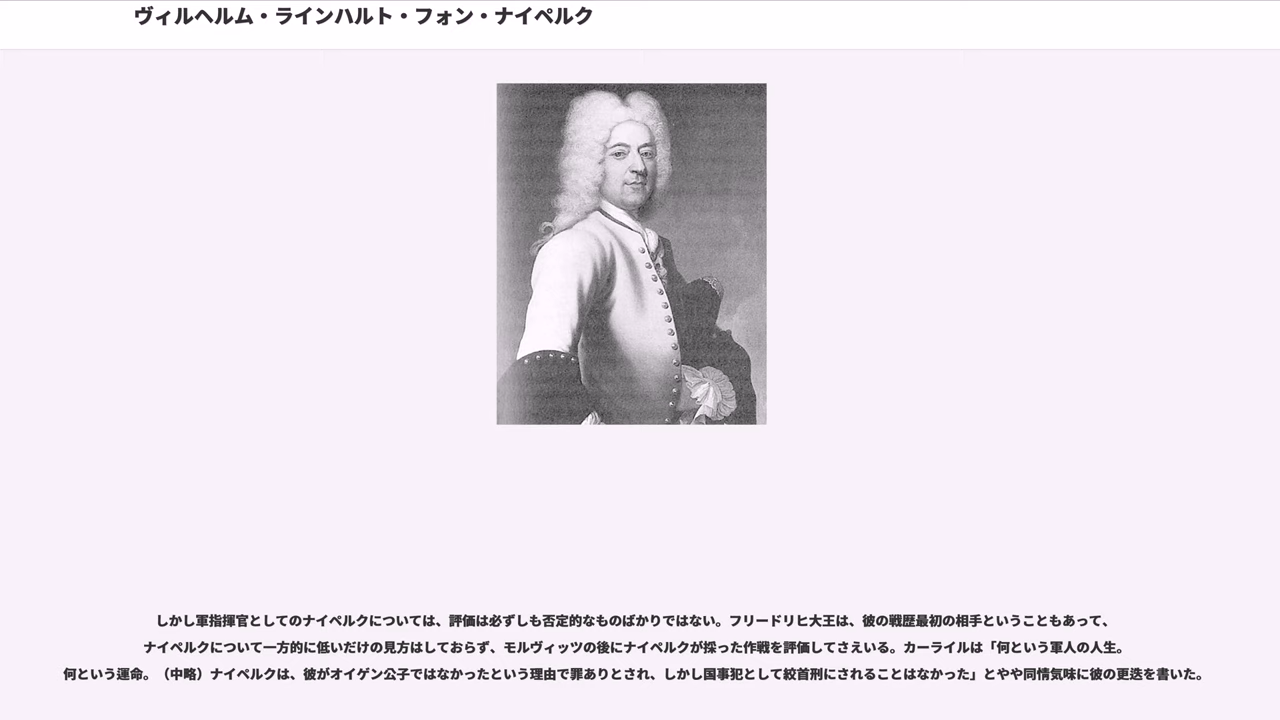 ヴィルヘルム・ラインハルト・フォン・ナイペルク
しかし軍指揮官としてのナイペルクについては、評価は必ずしも否定的なものばかりではない。フリードリヒ大王は、彼の戦歴最初の相手ということもあって、
ナイペルクについて一方的に低いだけの見方はしておらず、モルヴィッツの後にナイペルクが採った作戦を評価してさえいる。カーライルは「何という軍人の人生。
何という運命。（中略）ナイペルクは、彼がオイゲン公子ではなかったという理由で罪ありとされ、しかし国事犯として絞首刑にされることはなかった」とやや同情気味に彼の更迭を書いた。